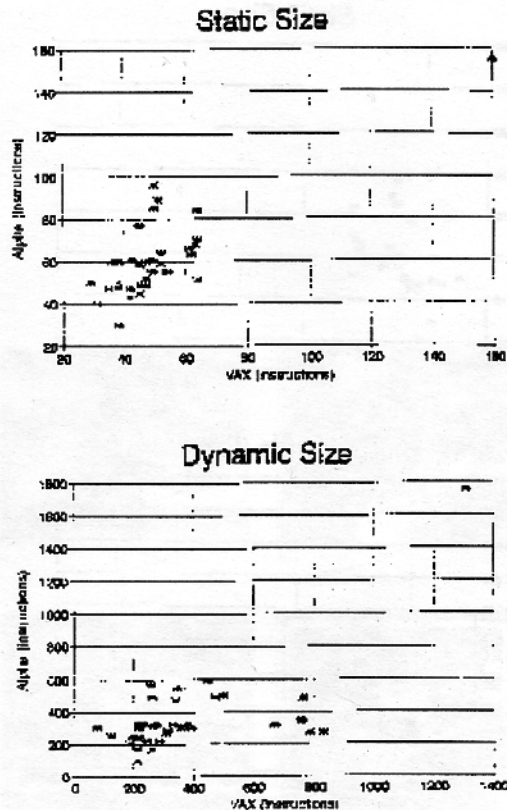 Static Size
160
140
120
100
80
60
40
20
20 40 60 80 100 120 140 160
Alpha (Instructions)
VAX (Instructions)
Dynamic Size
1800
1600
1400
1200
1000
800
600
400
200
0
0 200 400 600 800 1000 1200 1400
Alpha (Instructions)
VAX (Instructions)